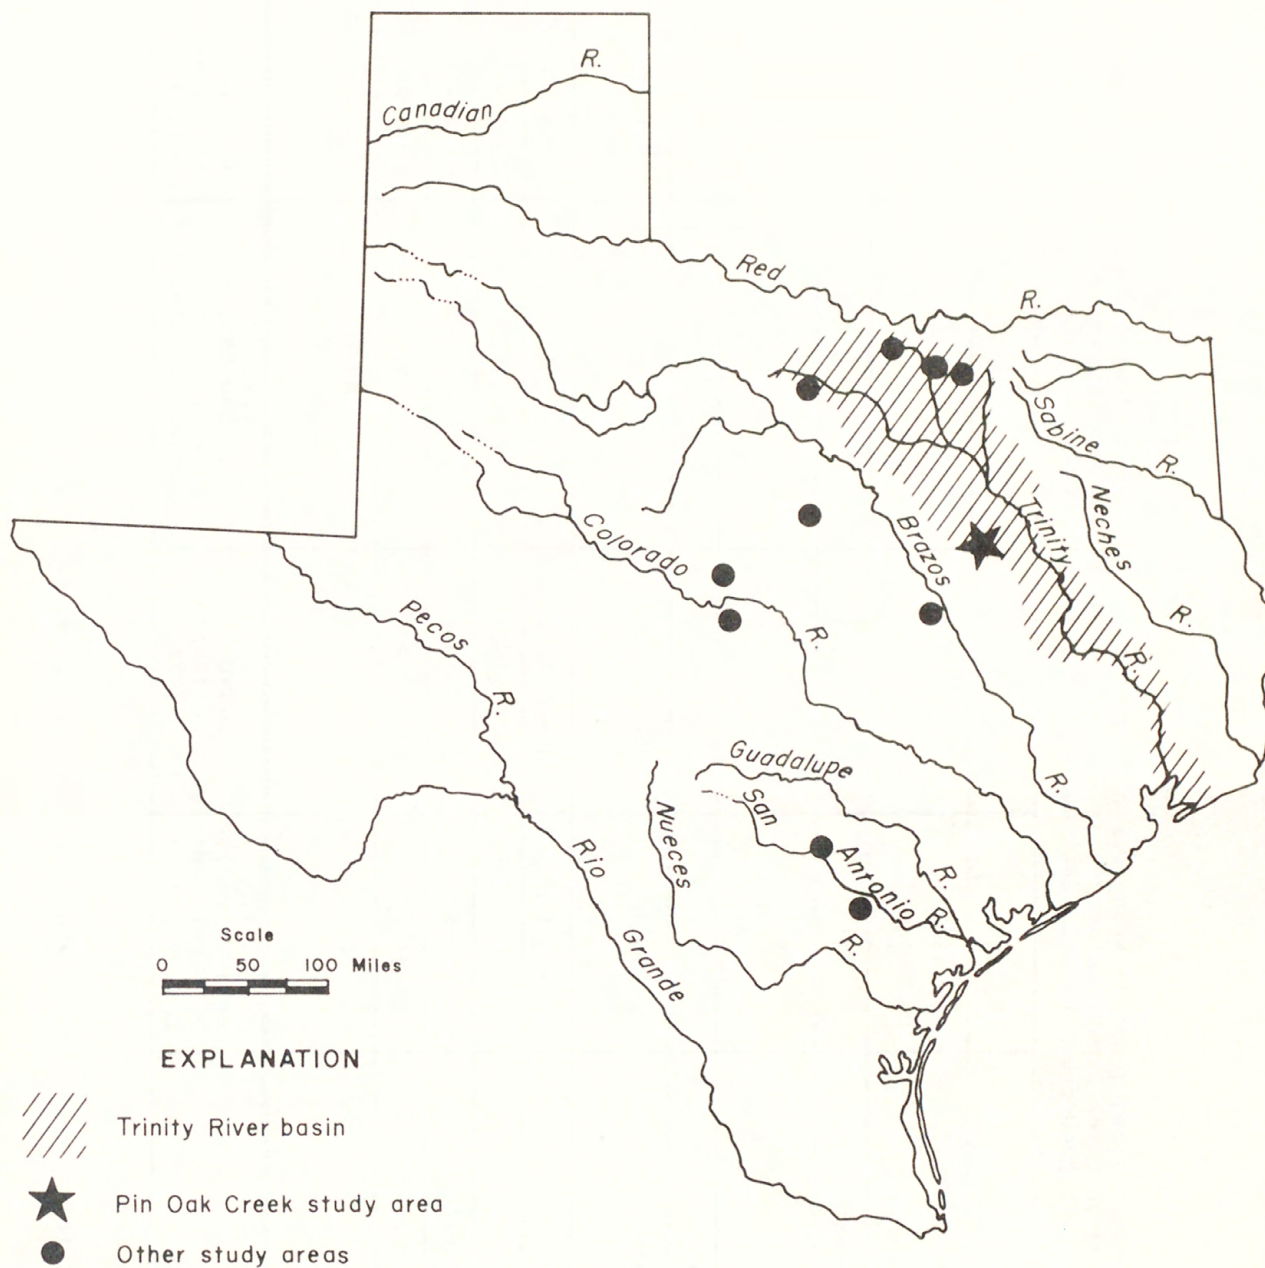 R.
Canadian
Red
R.
Sabine
R.
Neches
R.
Trinity
R.
Brazos
R.
Colorado
R.
Pecos
R.
Guadalupe
R.
San
Antonio
R.
Nueces
R.
Rio
Grande
Scale
0 50 100 Miles
EXPLANATION
Trinity River basin
Pin Oak Creek study area
Other study areas